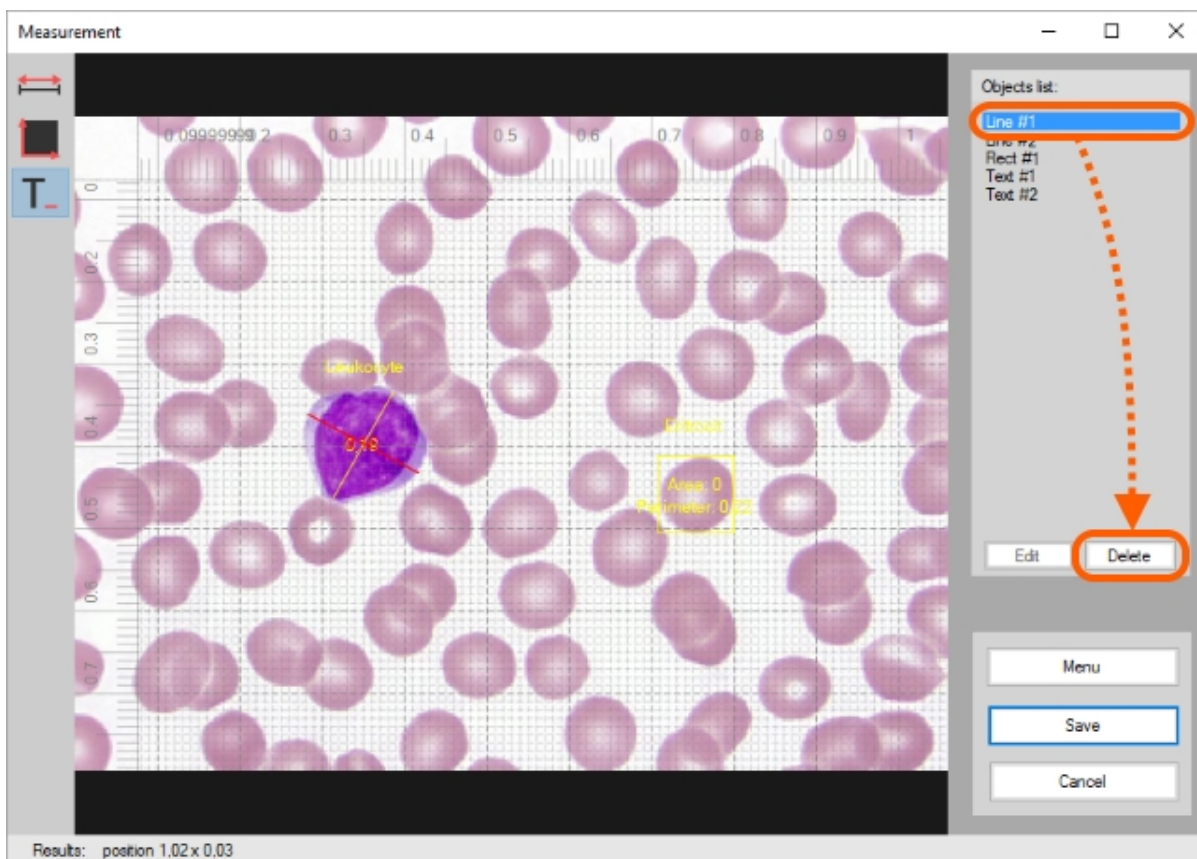 Measurement
Objects list:
Line #1
Line #2
Rect #1
Text #1
Text #2
0.09999999 0.2 0.3 0.4 0.5 0.6 0.7 0.8 0.9 1
0
0.2
0.3
0.4
0.5
0.6
0.7
T_
Leukocyte
Area: 0
Perimeter: 0,22
Edit
Delete
Menu
Save
Cancel
Results: position 1,02 x 0,03